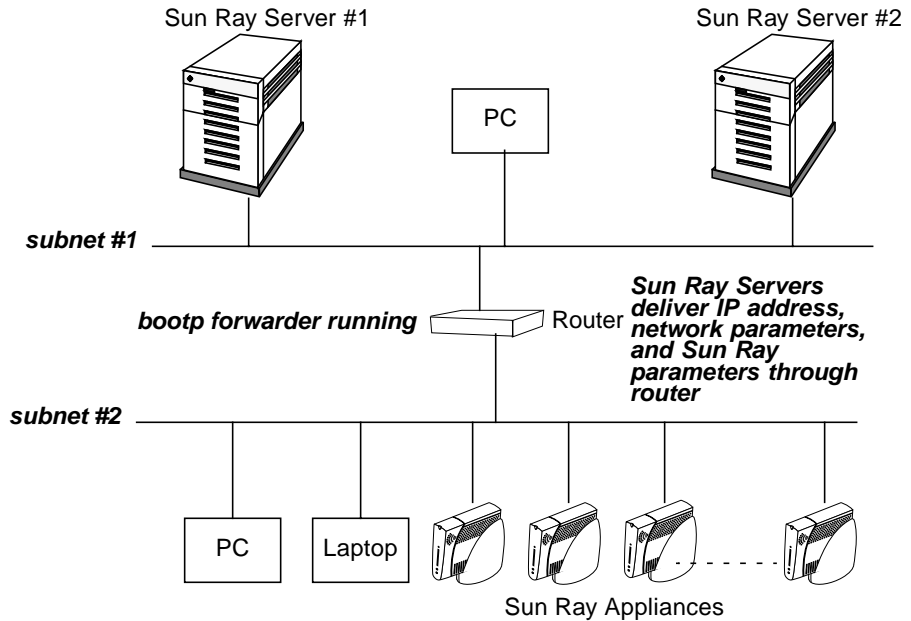 Sun Ray Server #1
Sun Ray Server #2
PC
subnet #1
bootp forwarder running
Router
Sun Ray Servers
deliver IP address,
network parameters,
and Sun Ray
parameters through
router
subnet #2
PC
Laptop
Sun Ray Appliances